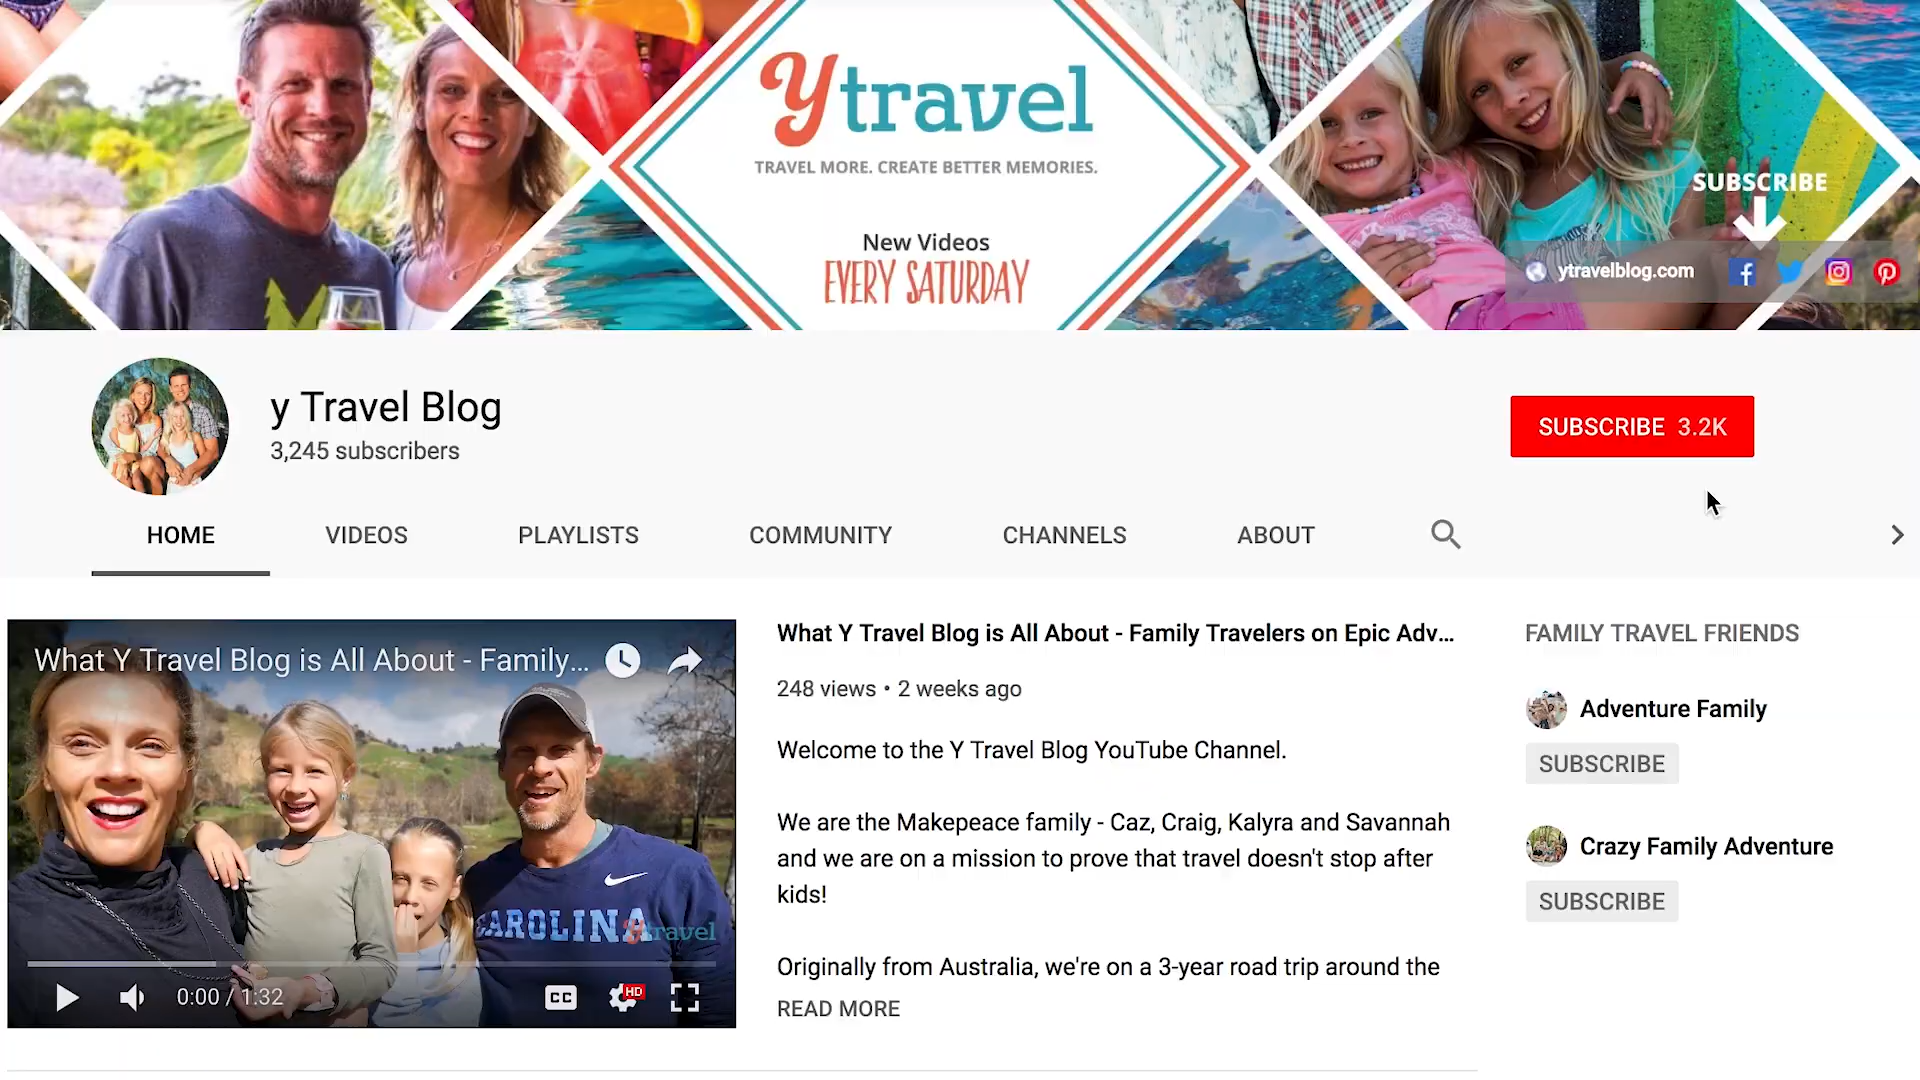 ytravel
TRAVEL MORE. CREATE BETTER MEMORIES.
New Videos
EVERY SATURDAY
SUBSCRIBE
ytravelblog.com
y Travel Blog
3,245 subscribers
SUBSCRIBE 3.2K
HOME VIDEOS PLAYLISTS COMMUNITY CHANNELS ABOUT
What Y Travel Blog is All About - Family...
CAROLINA
ytravel
0:00 / 1:32
CC
HD
What Y Travel Blog is All About - Family Travelers on Epic Adv...
248 views • 2 weeks ago
Welcome to the Y Travel Blog YouTube Channel.
We are the Makepeace family - Caz, Craig, Kalyra and Savannah
and we are on a mission to prove that travel doesn't stop after
kids!
Originally from Australia, we're on a 3-year road trip around the
READ MORE
FAMILY TRAVEL FRIENDS
Adventure Family
SUBSCRIBE
Crazy Family Adventure
SUBSCRIBE